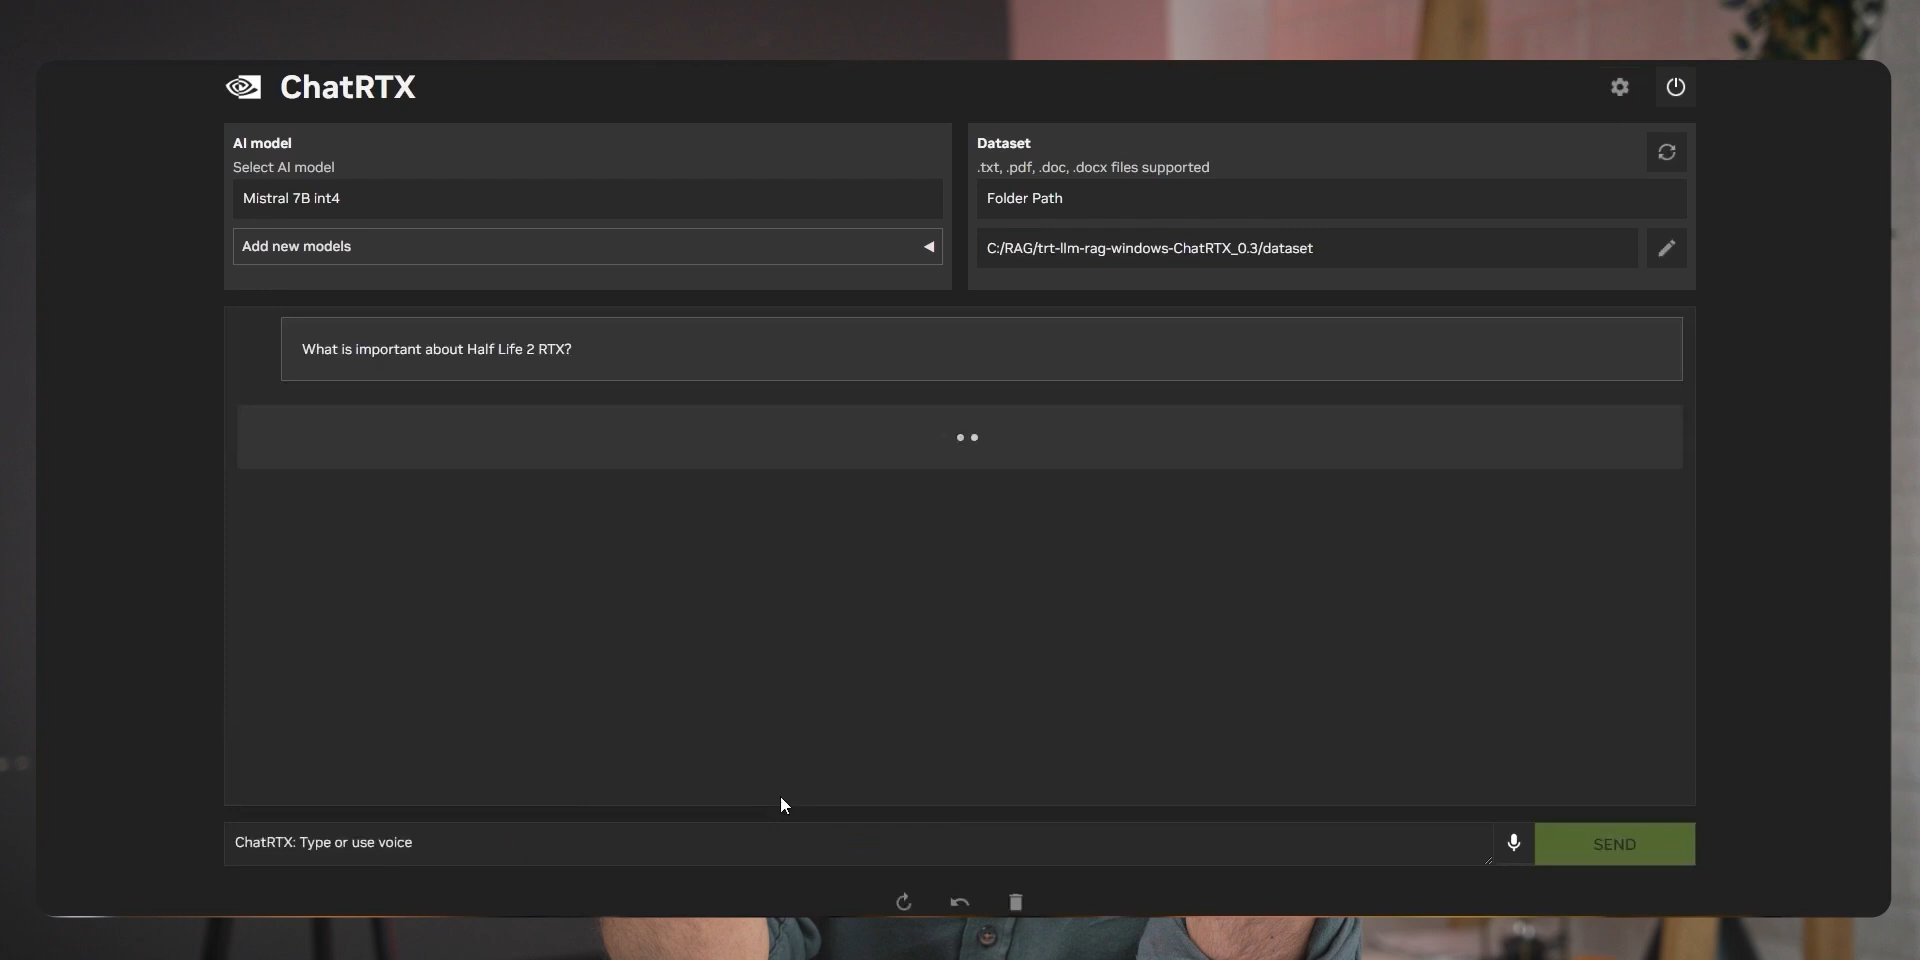 ChatRTX
AI model
Select AI model
Mistral 7B int4
Add new models
Dataset
.txt, .pdf, .doc, .docx files supported
Folder Path
C:/RAG/trt-llm-rag-windows-ChatRTX_0.3/dataset
What is important about Half Life 2 RTX?
ChatRTX: Type or use voice
SEND